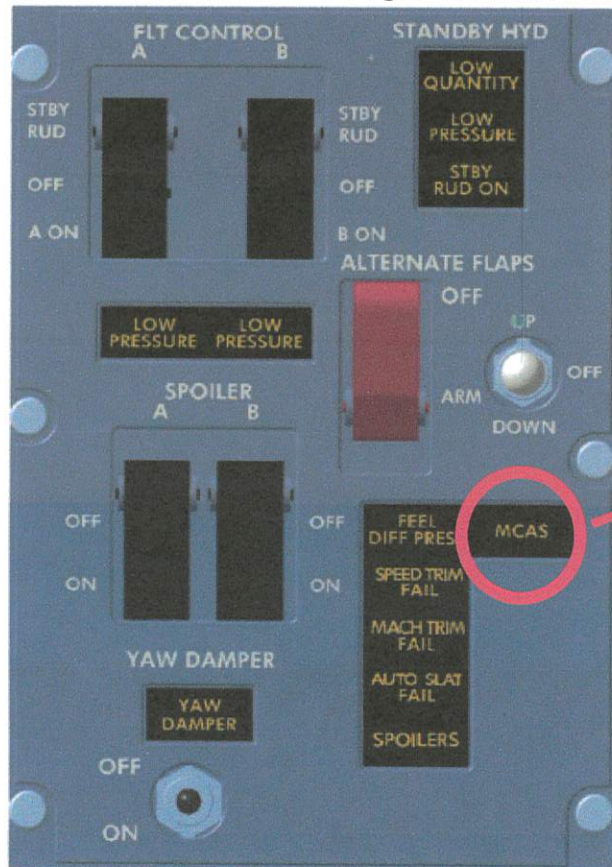 FLT CONTROL
A B
STANDBY HYD
LOW
QUANTITY
LOW
PRESSURE
STBY
RUD ON
STBY
RUD
STBY
RUD
OFF
OFF
A ON
B ON
ALTERNATE FLAPS
OFF
UP
OFF
ARM
DOWN
LOW
PRESSURE
LOW
PRESSURE
SPOILER
A B
OFF
OFF
ON
ON
FEEL
DIFF PRESS
MCAS
SPEED TRIM
FAIL
MACH TRIM
FAIL
AUTO SLAT
FAIL
SPOILERS
YAW DAMPER
YAW
DAMPER
OFF
ON